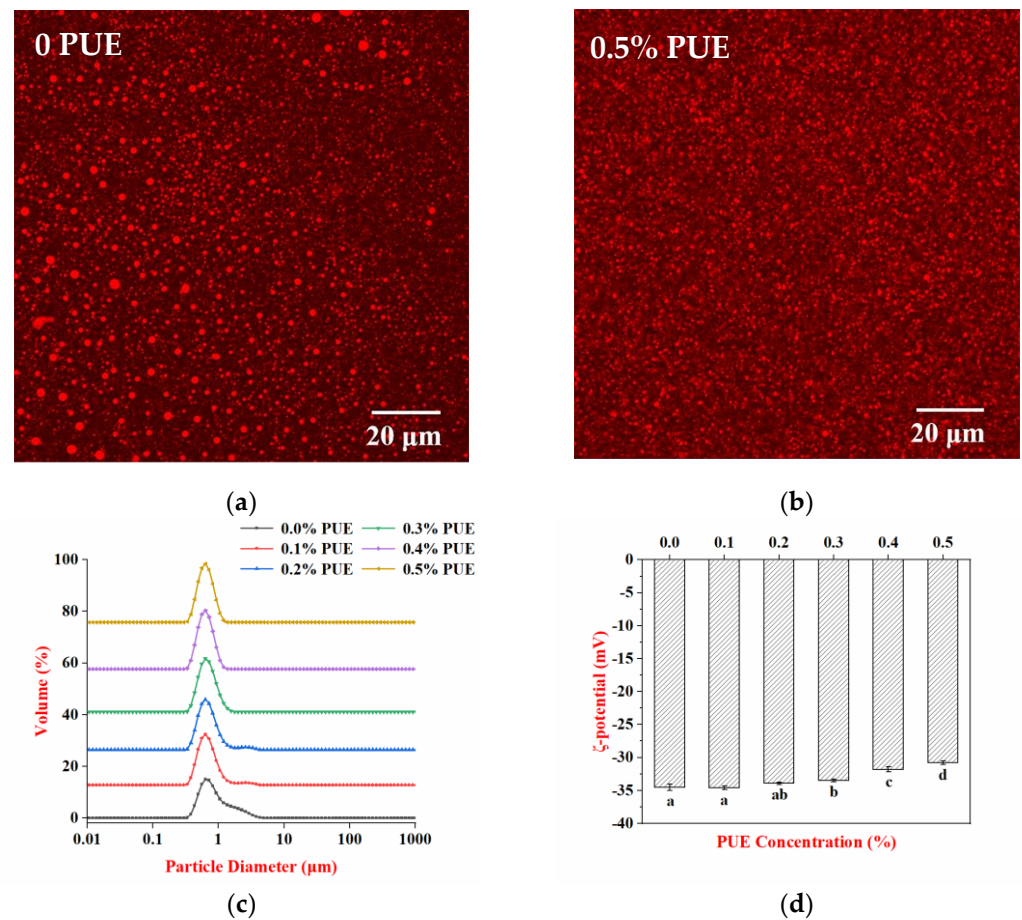 0 PUE
0.5% PUE
20 µm
20 µm
(a)
(b)
0.0% PUE
0.3% PUE
0.1% PUE
0.4% PUE
0.2% PUE
0.5% PUE
100
80
60
40
20
0
Volume (%)
0.01
0.1
1
10
100
1000
Particle Diameter (µm)
(c)
0.0
0.1
0.2
0.3
0.4
0.5
0
-5
-10
-15
-20
-25
-30
-35
-40
ζ-potential (mV)
a
a
ab
b
c
d
PUE Concentration (%)
(d)